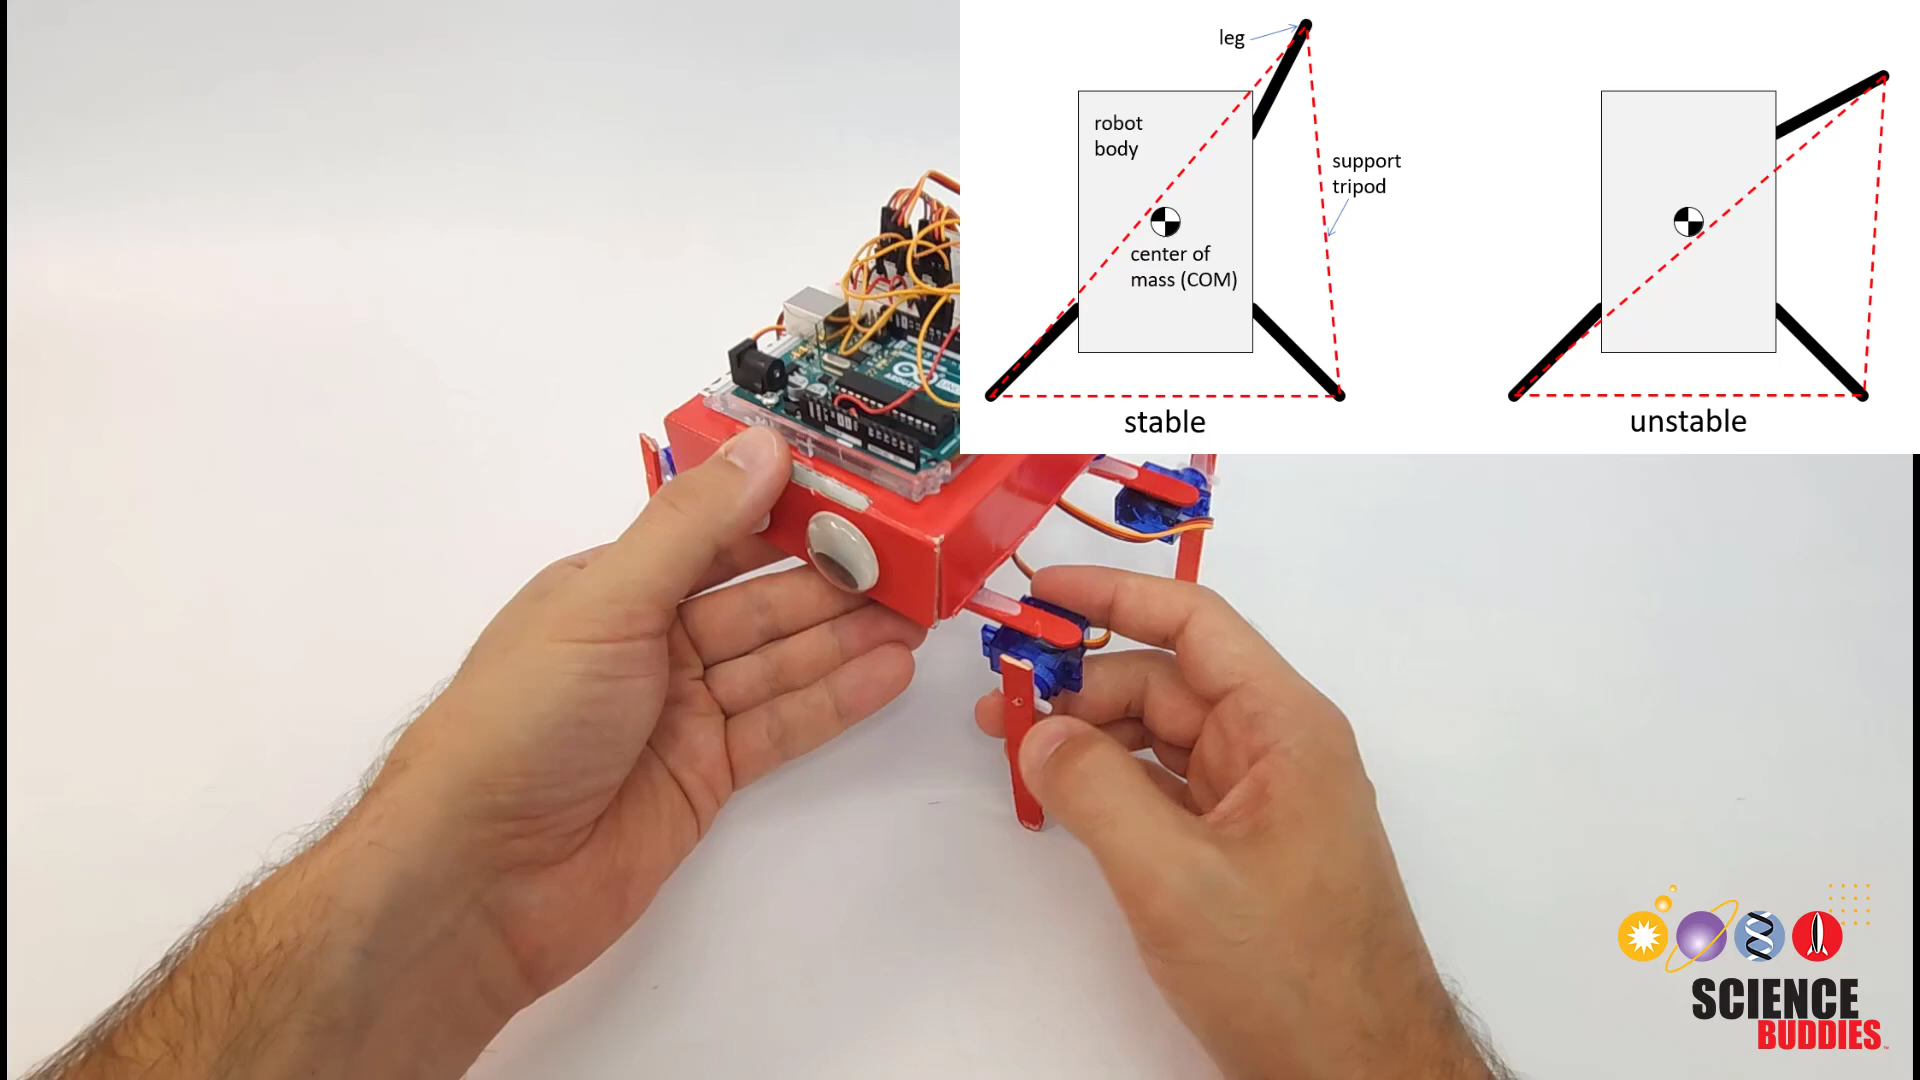 leg
robot
body
support
tripod
center of
mass (COM)
stable
unstable
SCIENCE
BUDDIES